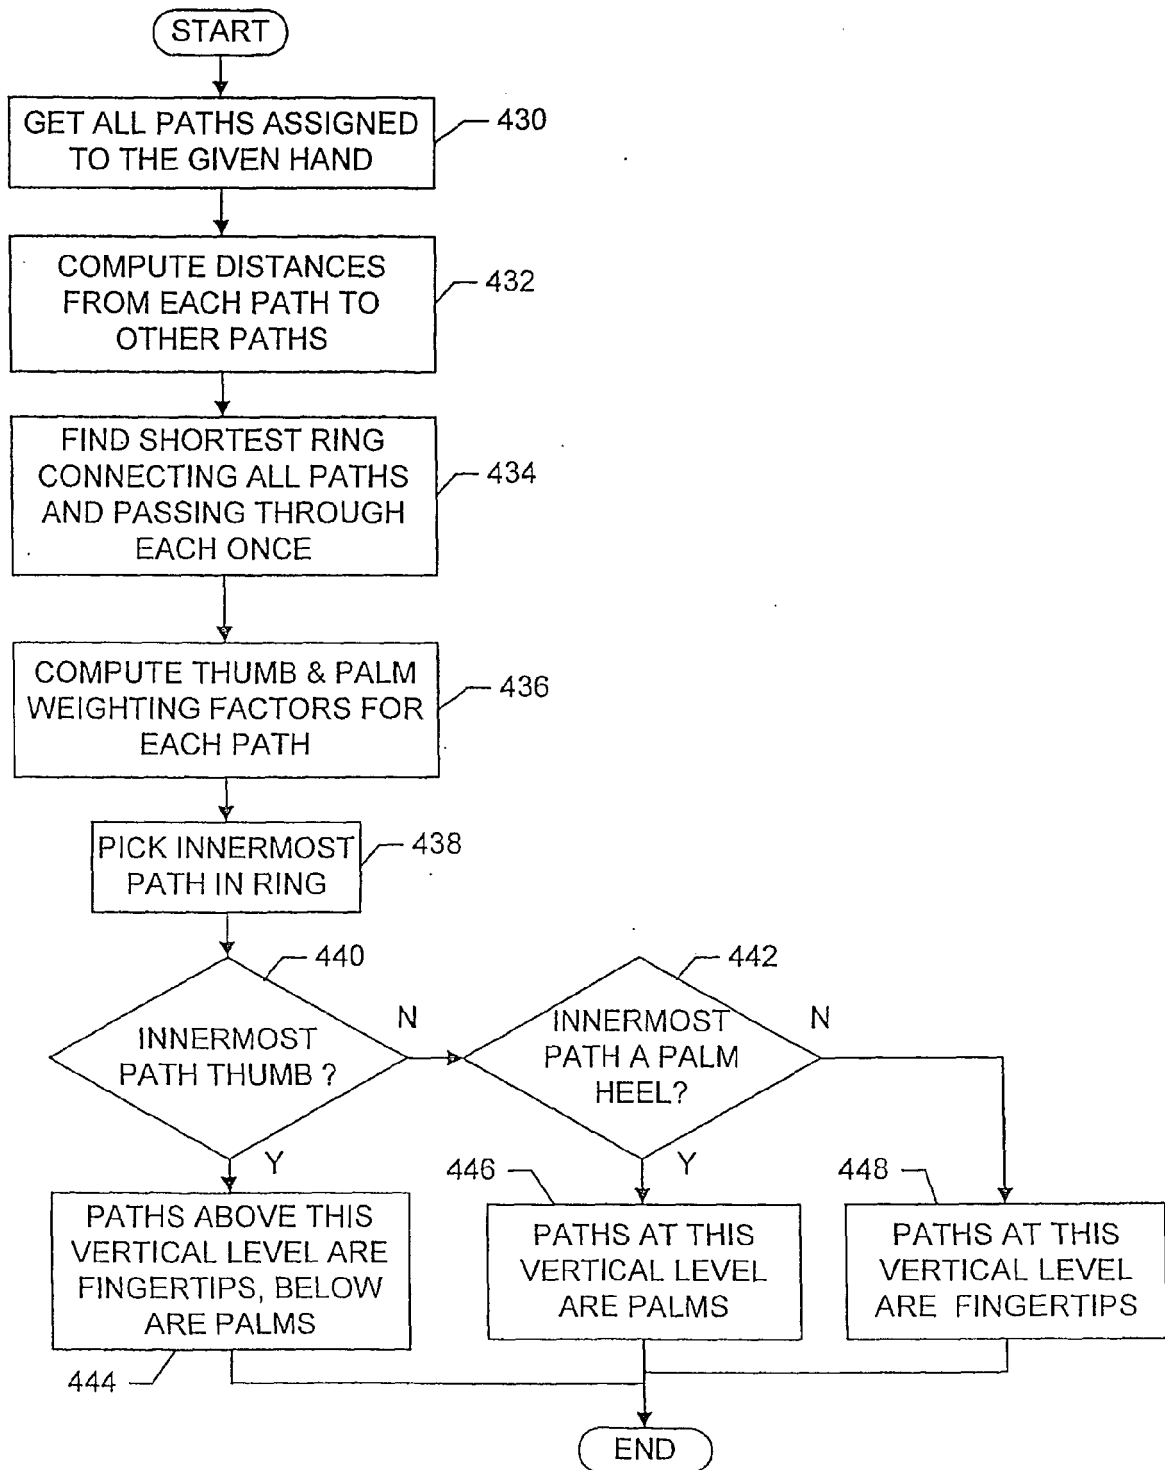 START
GET ALL PATHS ASSIGNED
TO THE GIVEN HAND
430
COMPUTE DISTANCES
FROM EACH PATH TO
OTHER PATHS
432
FIND SHORTEST RING
CONNECTING ALL PATHS
AND PASSING THROUGH
EACH ONCE
434
COMPUTE THUMB & PALM
WEIGHTING FACTORS FOR
EACH PATH
436
PICK INNERMOST
PATH IN RING
438
440
INNERMOST
PATH THUMB ?
N
Y
442
INNERMOST
PATH A PALM
HEEL?
N
Y
PATHS ABOVE THIS
VERTICAL LEVEL ARE
FINGERTIPS, BELOW
ARE PALMS
444
446
PATHS AT THIS
VERTICAL LEVEL
ARE PALMS
448
PATHS AT THIS
VERTICAL LEVEL
ARE FINGERTIPS
END